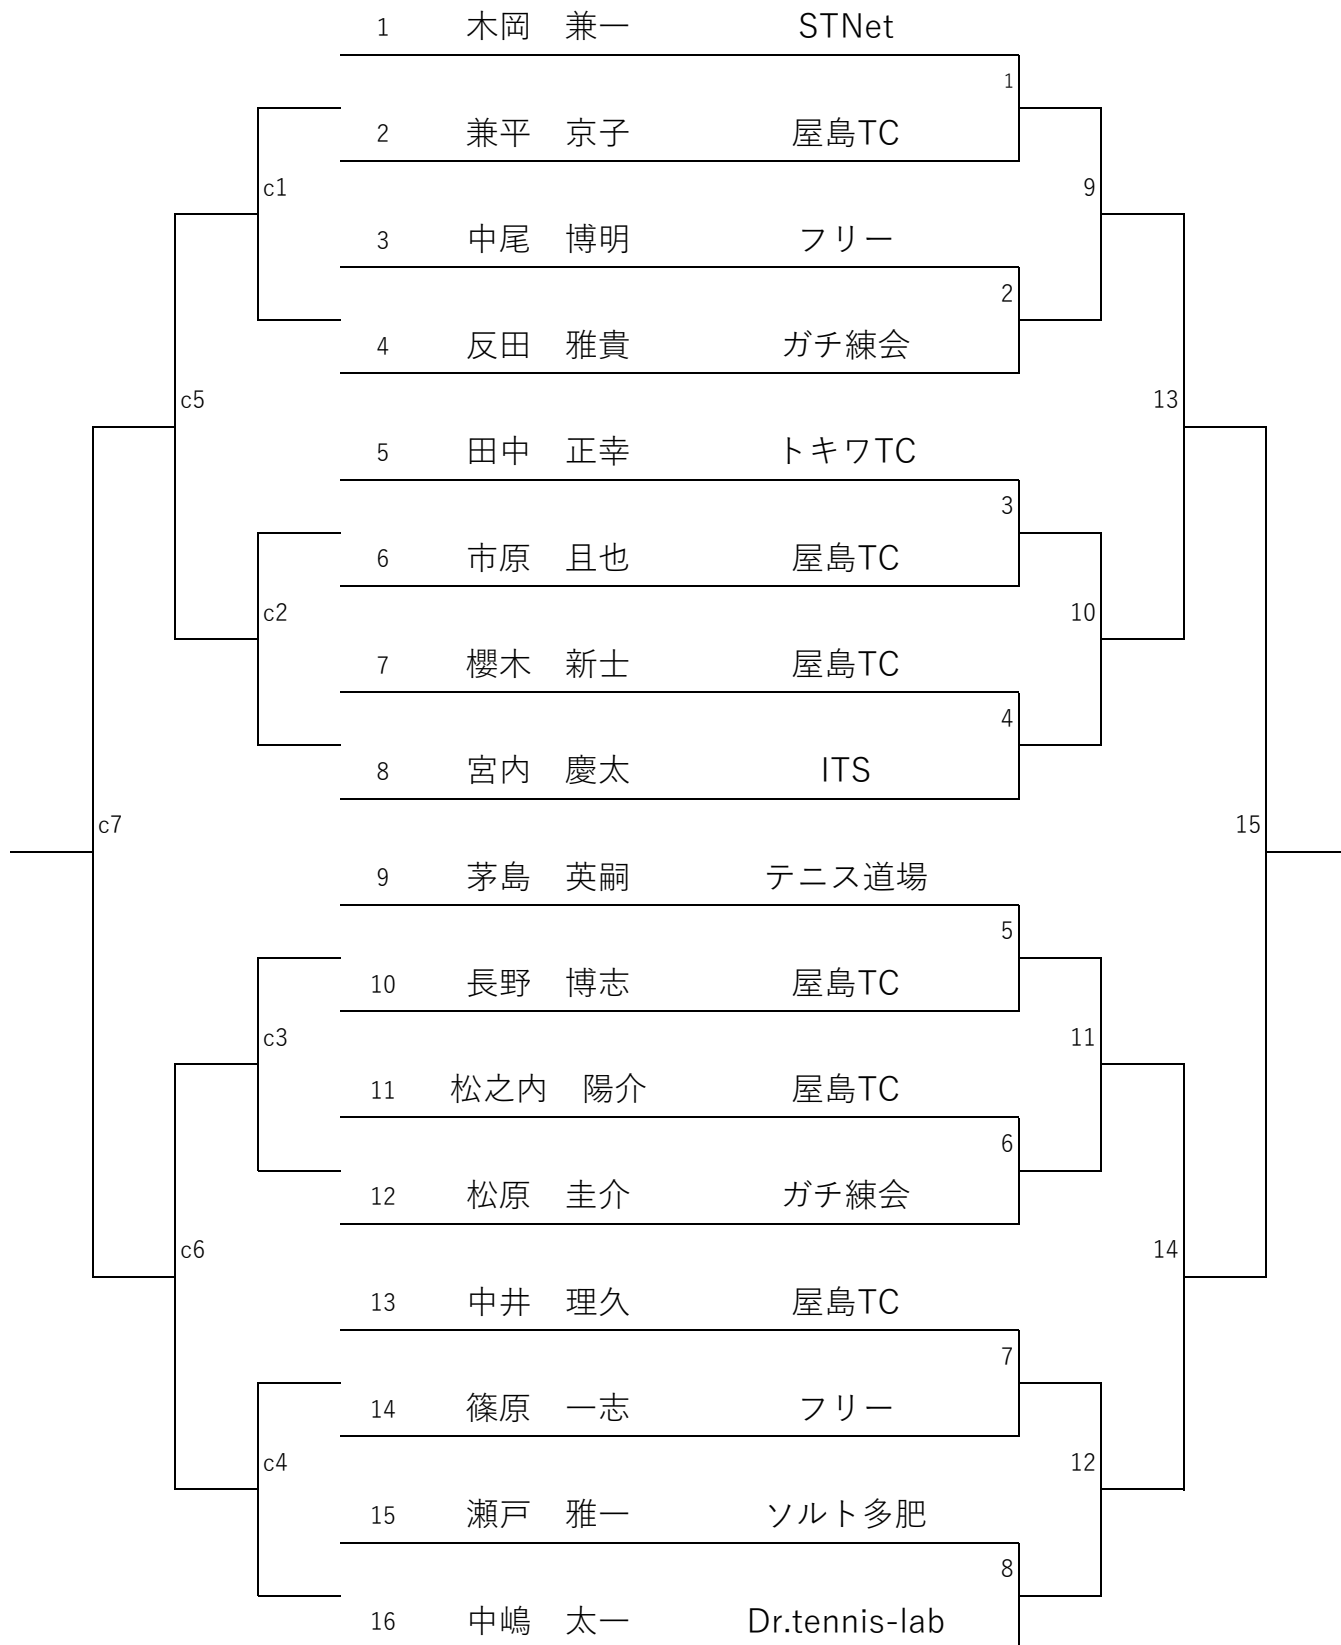 1 木岡　兼一 STNet
1
2 兼平　京子 屋島TC
c1 9
3 中尾　博明 フリー
2
4 反田　雅貴 ガチ練会
c5 13
5 田中　正幸 トキワTC
3
6 市原　且也 屋島TC
c2 10
7 櫻木　新士 屋島TC
4
8 宮内　慶太 ITS
c7 15
9 茅島　英嗣 テニス道場
5
10 長野　博志 屋島TC
c3 11
11 松之内　陽介 屋島TC
6
12 松原　圭介 ガチ練会
c6 14
13 中井　理久 屋島TC
7
14 篠原　一志 フリー
c4 12
15 瀬戸　雅一 ソルト多肥
8
16 中嶋　太一 Dr.tennis-lab